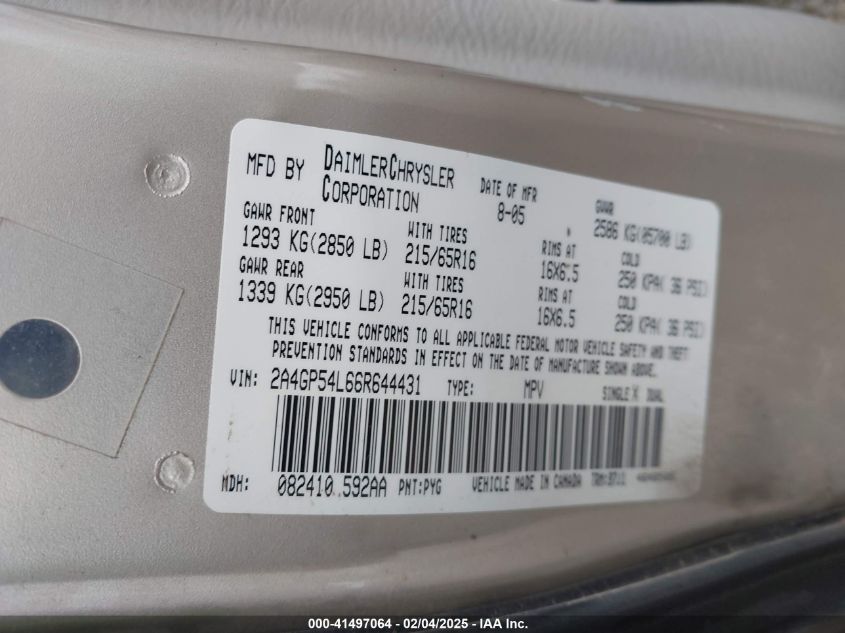 MFD BY DAIMLERCHRYSLER CORPORATION DATE OF MFR 8-05 GVWR 2586 KG(05700 LB)
GAWR FRONT WITH TIRES RIMS AT COLD
1293 KG(2850 LB) 215/65R16 16X6.5 250 KPA( 36 PSI)
GAWR REAR WITH TIRES RIMS AT COLD
1339 KG(2950 LB) 215/65R16 16X6.5 250 KPA( 36 PSI)
THIS VEHICLE CONFORMS TO ALL APPLICABLE FEDERAL MOTOR VEHICLE SAFETY AND THEFT
PREVENTION STANDARDS IN EFFECT ON THE DATE OF MANUFACTURE SHOWN ABOVE.
VIN: 2A4GP54L66R644431 TYPE: MPV SINGLE X DUAL
MDH: 082410 .592AA PNT:PYG VEHICLE MADE IN CANADA
000-41497064 - 02/04/2025 - IAA Inc.